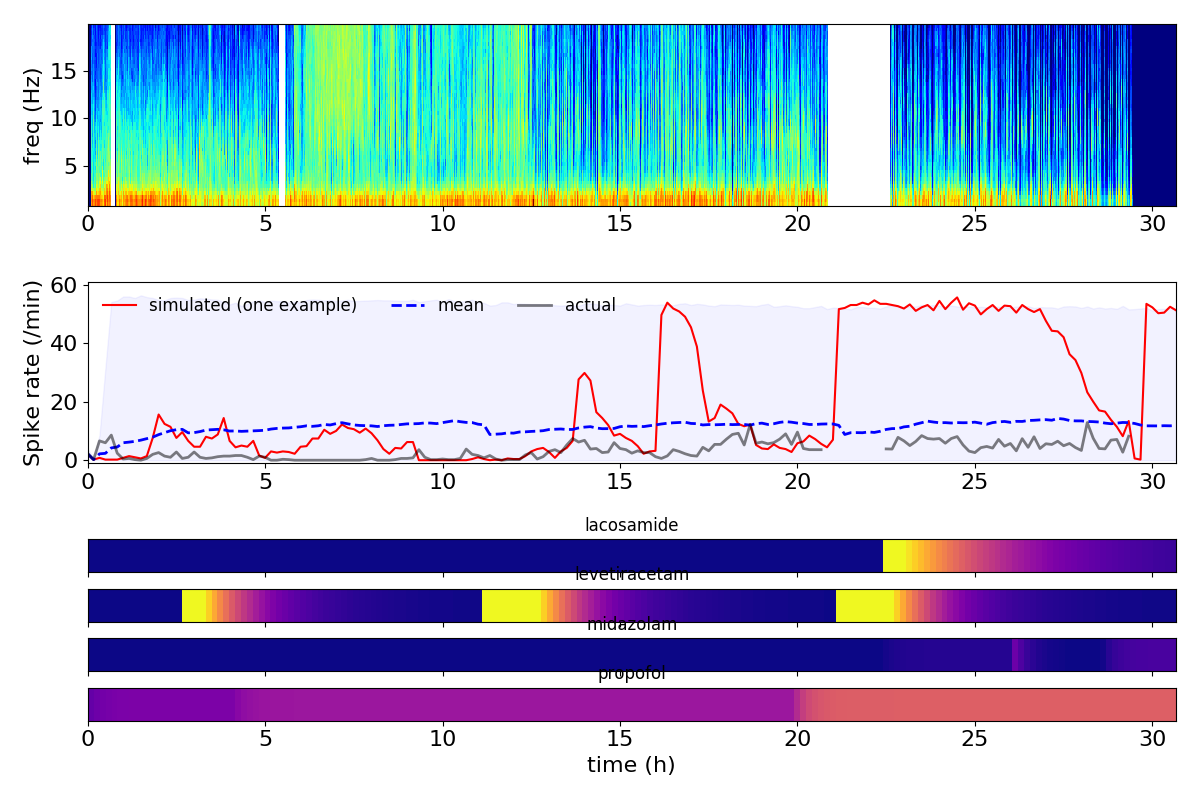 freq (Hz)
15
10
5
0 5 10 15 20 25 30
Spike rate (/min)
60
40
20
0
simulated (one example) mean actual
0 5 10 15 20 25 30
lacosamide
levetiracetam
midazolam
propofol
0 5 10 15 20 25 30
time (h)